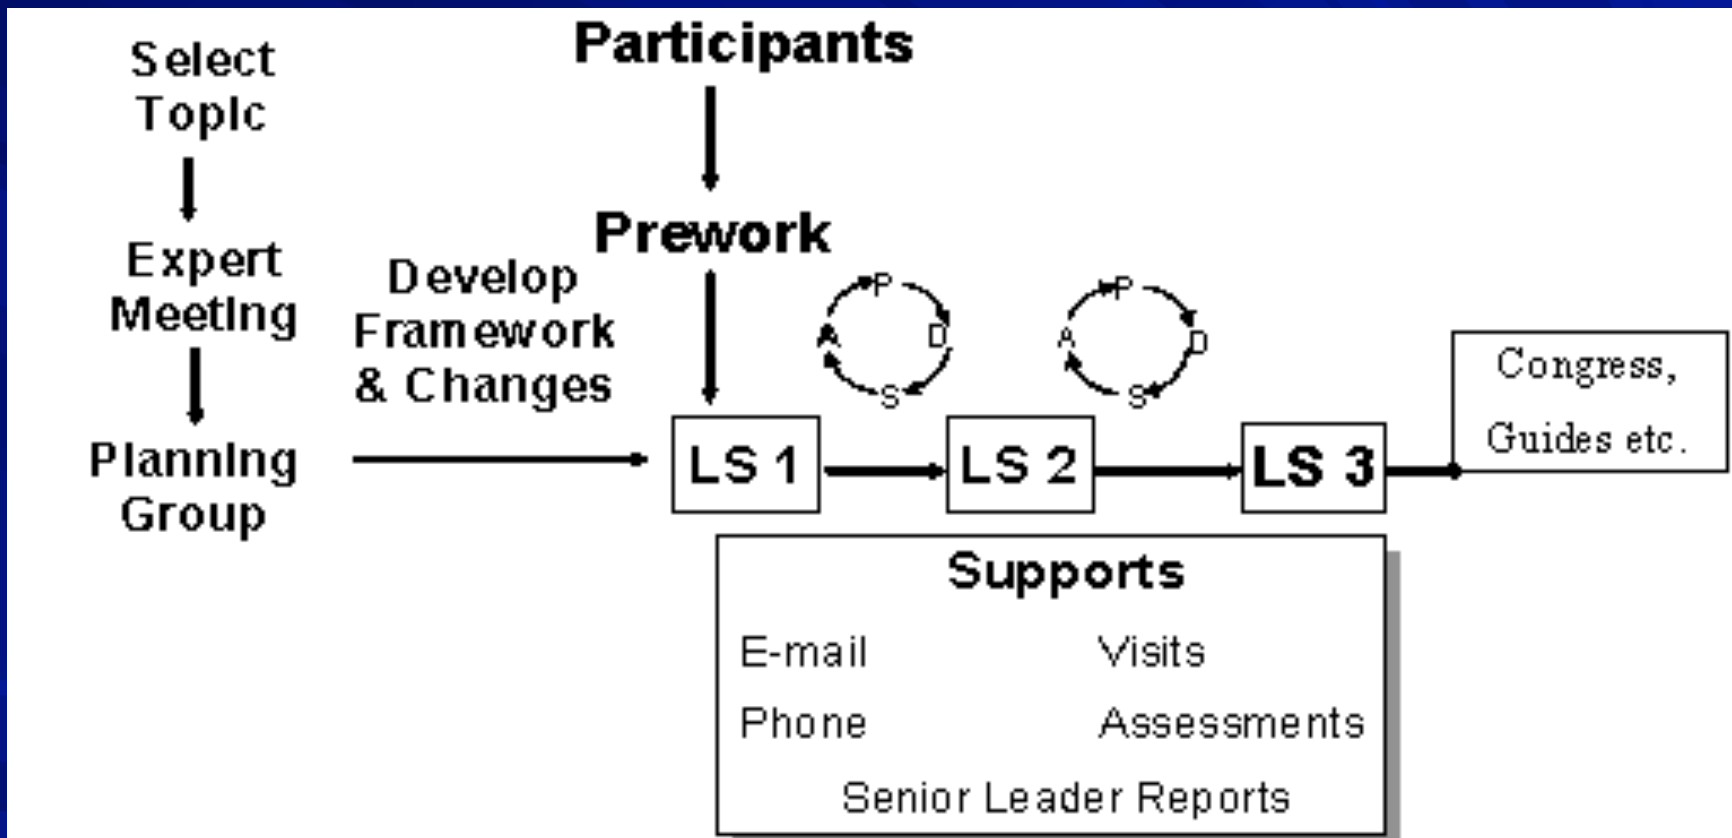 Select
Topic
Expert
Meeting
Planning
Group
Develop
Framework
& Changes
Participants
Prework
P
D
S
A
P
D
S
A
LS 1
LS 2
LS 3
Congress,
Guides etc.
Supports
E-mail
Visits
Phone
Assessments
Senior Leader Reports